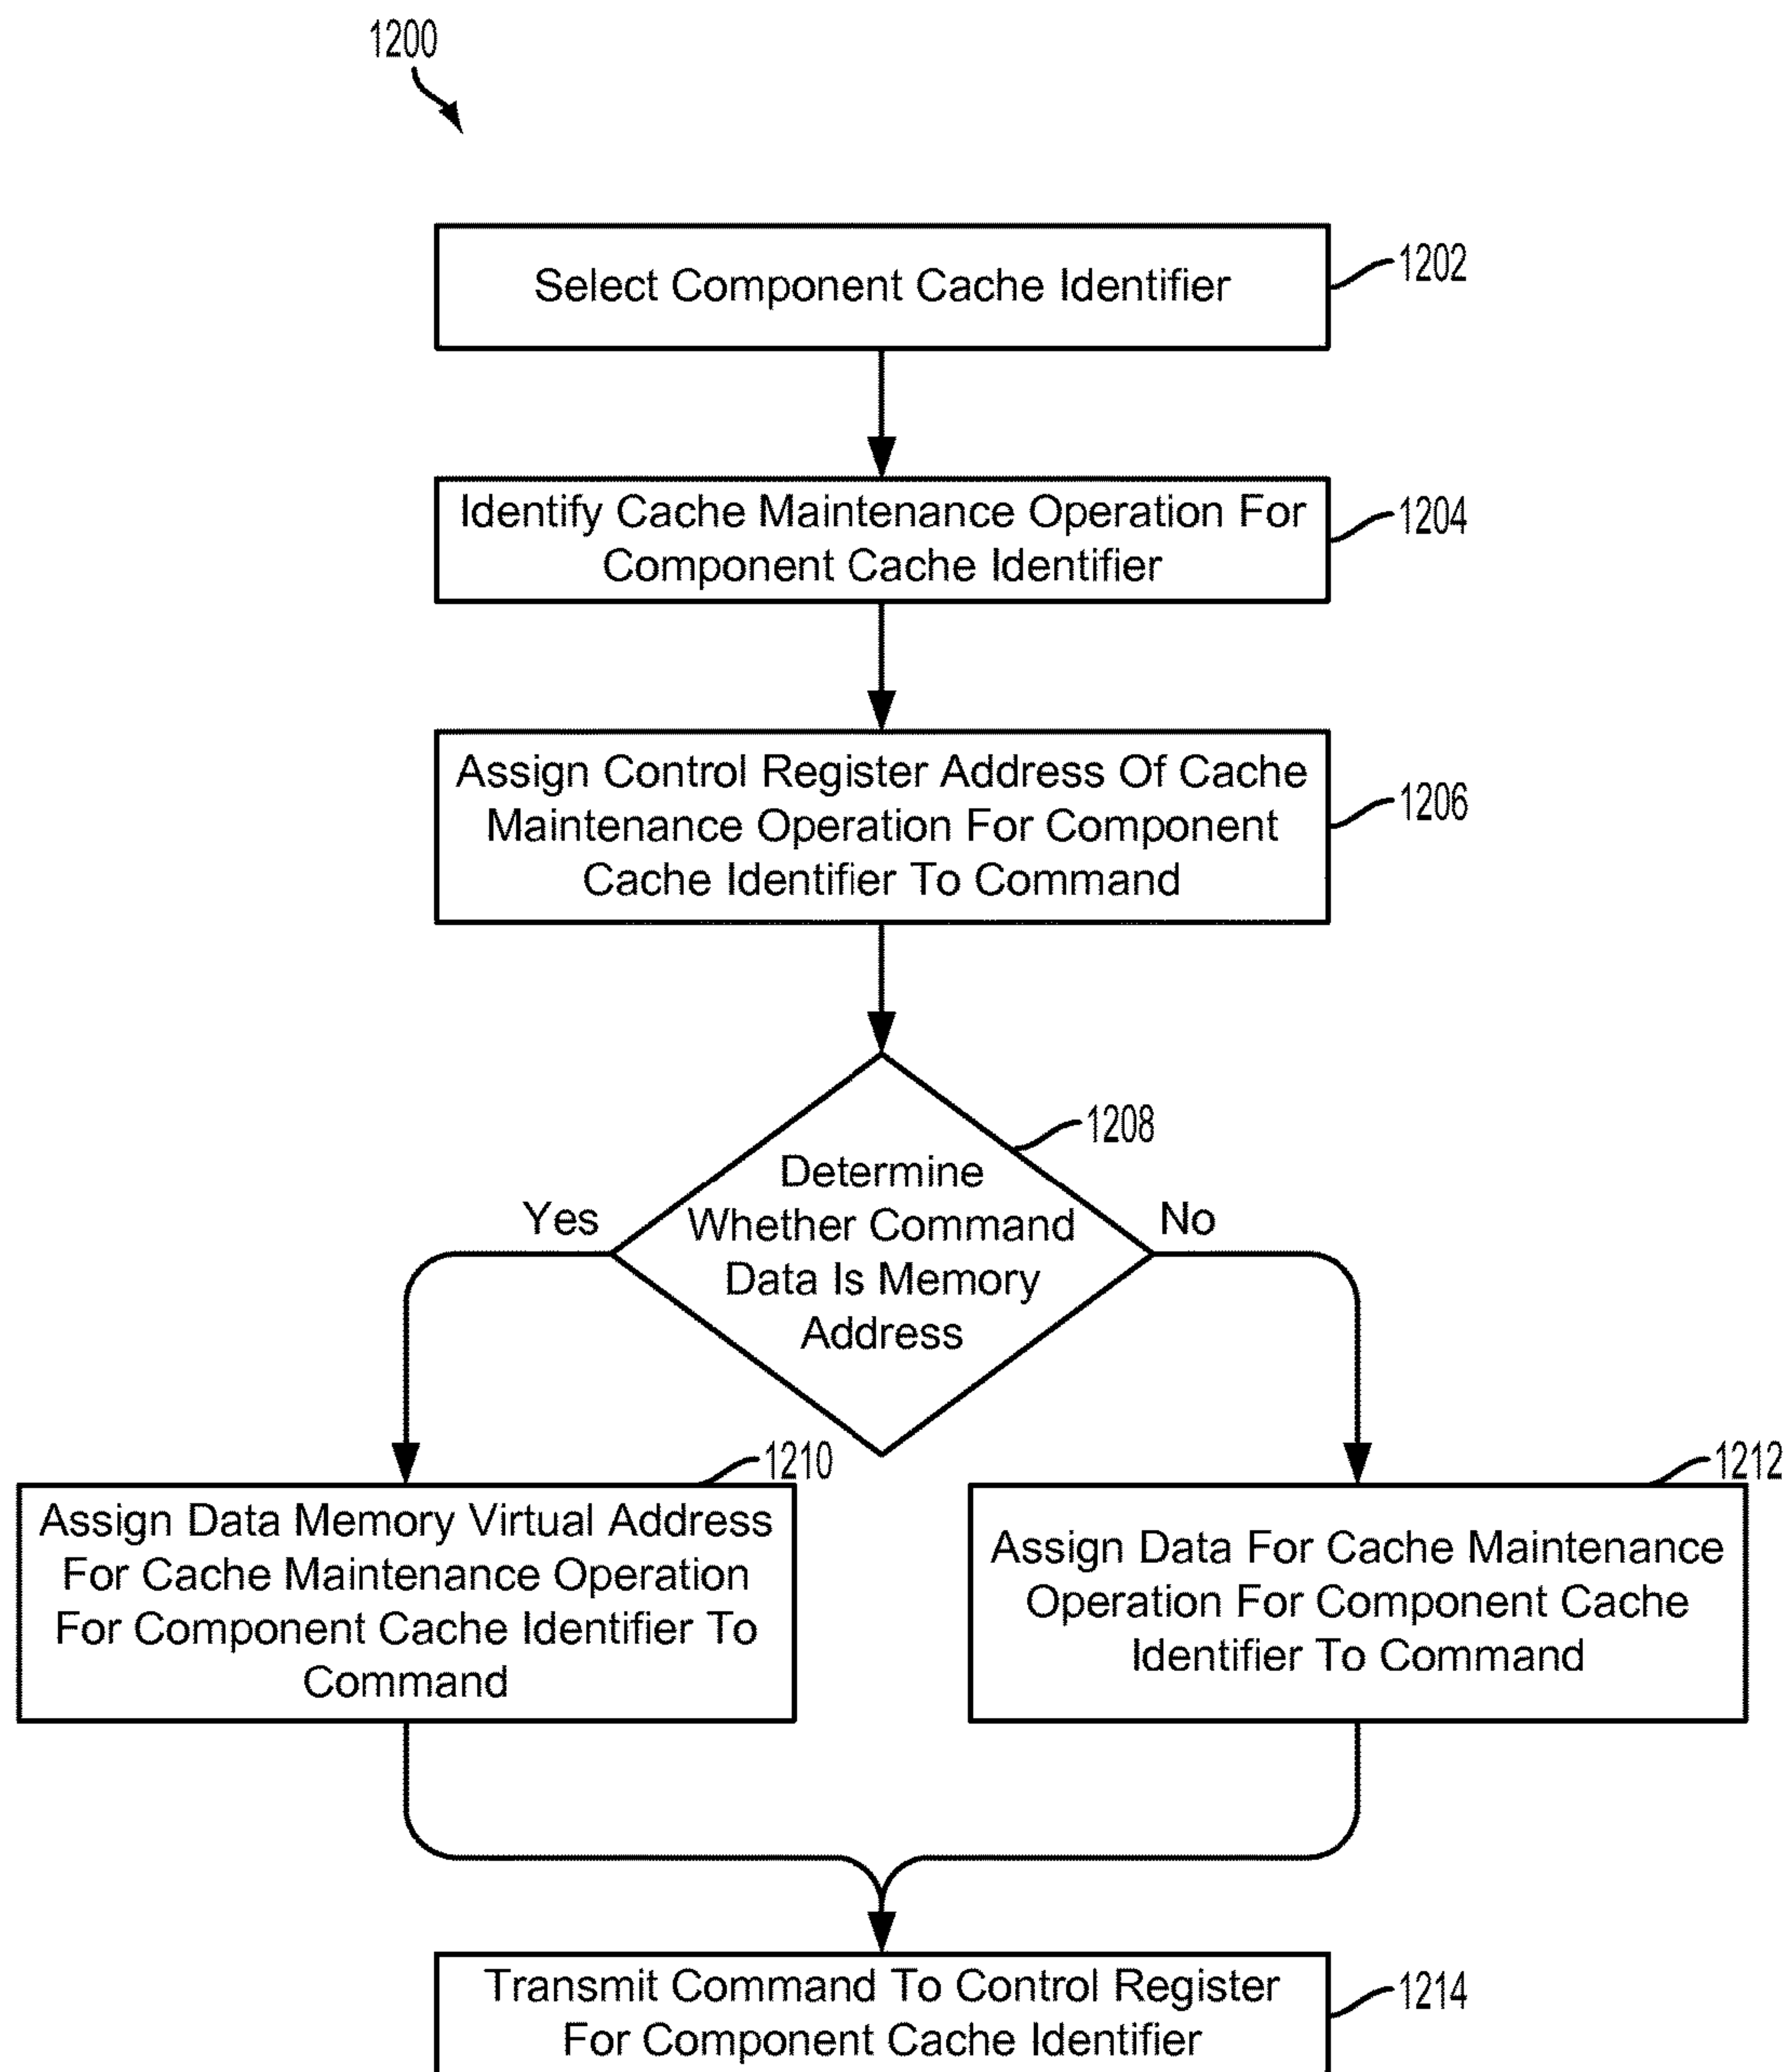 1200
Select Component Cache Identifier
1202
Identify Cache Maintenance Operation For
Component Cache Identifier
1204
Assign Control Register Address Of Cache
Maintenance Operation For Component
Cache Identifier To Command
1206
1208
Determine
Whether Command
Data Is Memory
Address
Yes
No
1210
Assign Data Memory Virtual Address
For Cache Maintenance Operation
For Component Cache Identifier To
Command
1212
Assign Data For Cache Maintenance
Operation For Component Cache
Identifier To Command
Transmit Command To Control Register
For Component Cache Identifier
1214